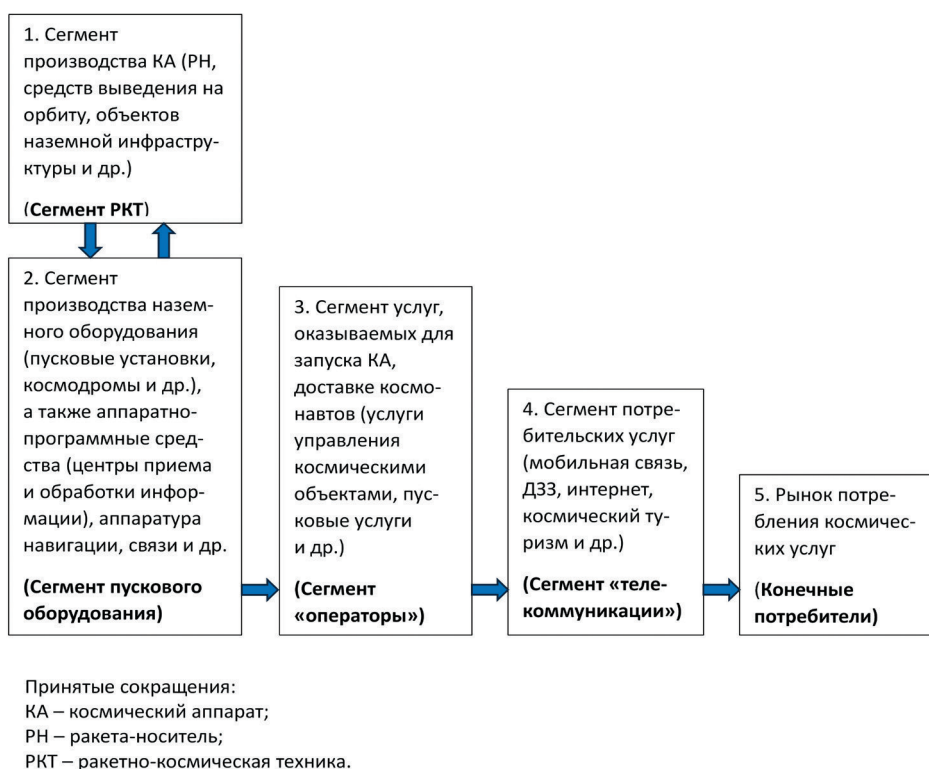 1. Сегмент
производства КА (РН,
средств выведения на
орбиту, объектов
наземной инфрастру-
ктуры и др.)
(Сегмент РКТ)
2. Сегмент
производства назем-
ного оборудования
(пусковые установки,
космодромы и др.),
а также аппаратно-
программные сред-
ства (центры приема
и обработки инфор-
мации), аппаратура
навигации, связи и др.
(Сегмент пускового
оборудования)
3. Сегмент услуг,
оказываемых для
запуска КА,
доставке космо-
навтов (услуги
управления
космическими
объектами, пус-
ковые услуги
и др.)
(Сегмент
«операторы»)
4. Сегмент потре-
бительских услуг
(мобильная связь,
ДЗЗ, интернет,
космический ту-
ризм и др.)
(Сегмент «теле-
коммуникации»)
5. Рынок потре-
бления космичес-
ких услуг
(Конечные
потребители)
Принятые сокращения:
КА – космический аппарат;
РН – ракета-носитель;
РКТ – ракетно-космическая техника.